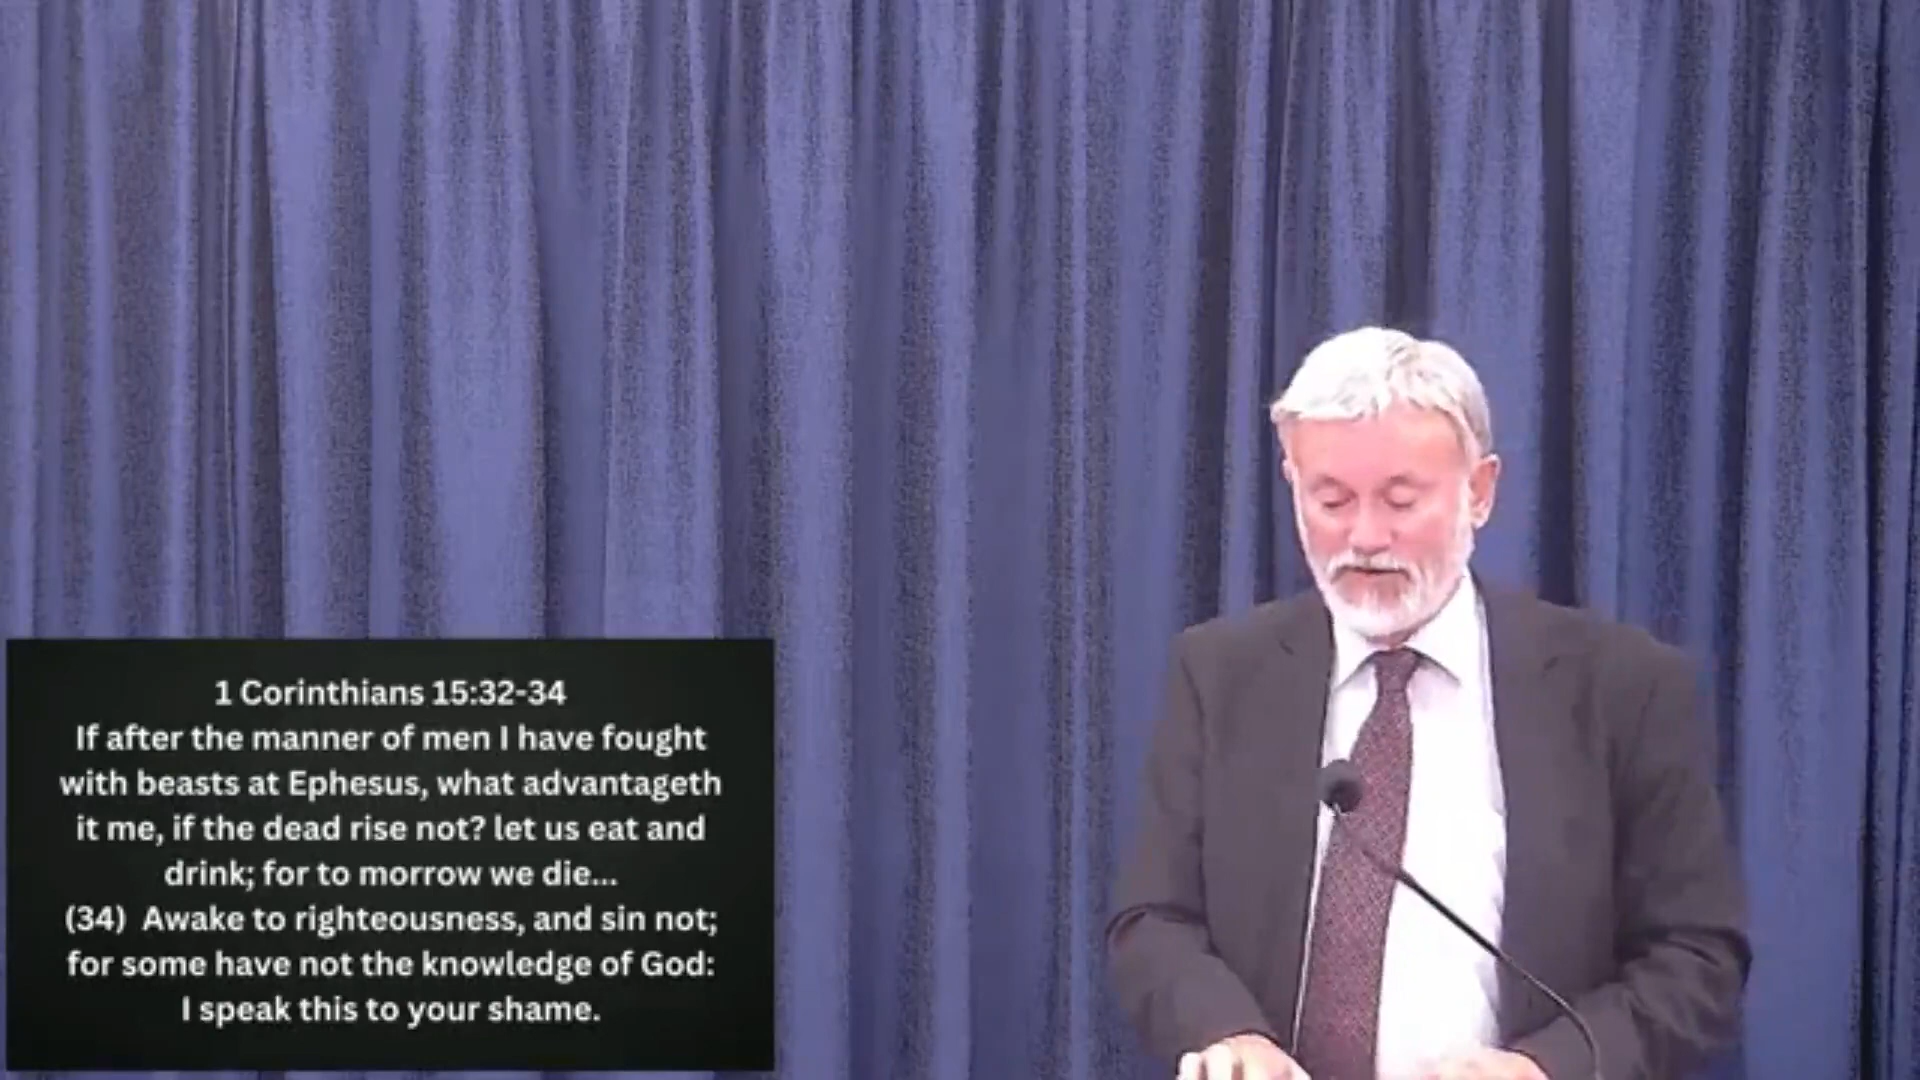 1 Corinthians 15:32-34
If after the manner of men I have fought
with beasts at Ephesus, what advantageth
it me, if the dead rise not? let us eat and
drink; for to morrow we die...
(34) Awake to righteousness, and sin not;
for some have not the knowledge of God:
I speak this to your shame.